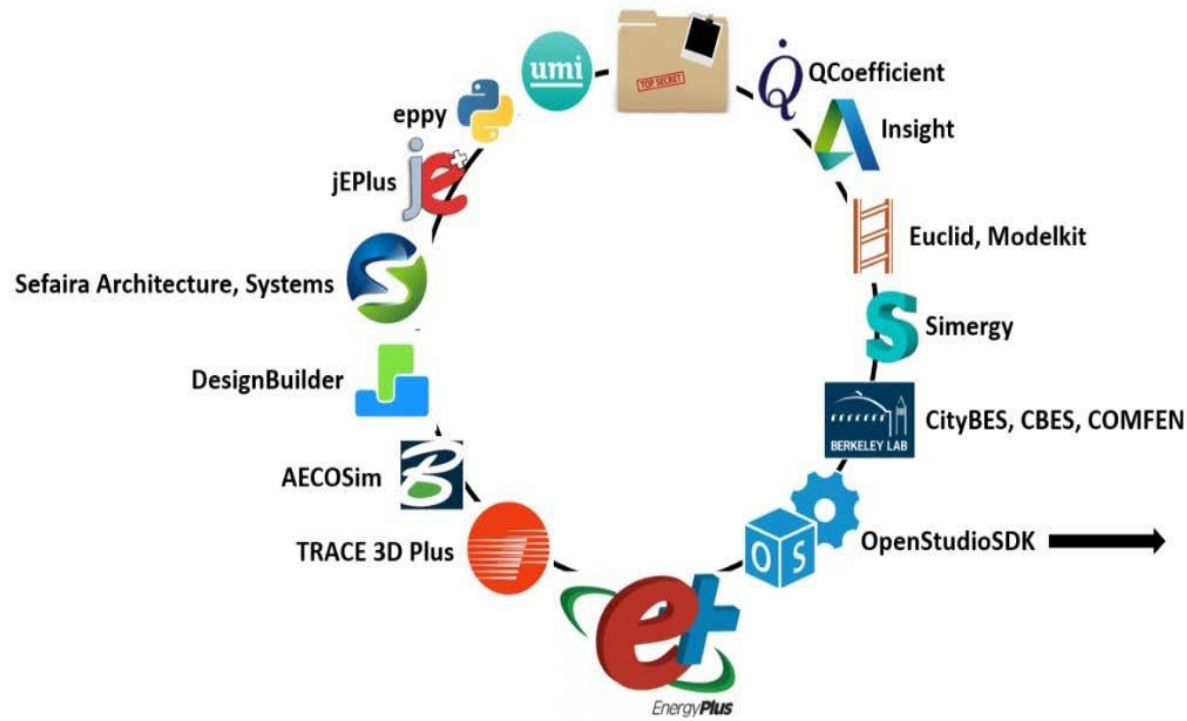 umi
TOP SECRET
QCoefficient
eppy
Insight
jEPlus
je+
Euclid, Modelkit
Sefaira Architecture, Systems
Simergy
DesignBuilder
CityBES, CBES, COMFEN
BERKELEY LAB
AECOSim
B
OpenStudioSDK
O S
TRACE 3D Plus
e+
EnergyPlus